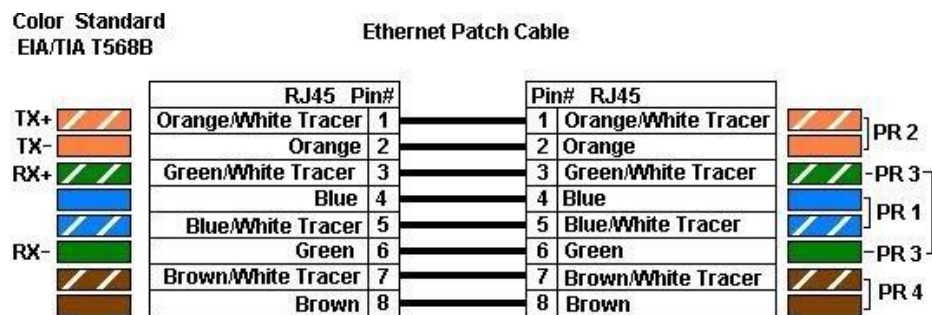 Color Standard
EIA/TIA T568B
Ethernet Patch Cable
RJ45 Pin# Pin# RJ45
TX+ Orange/White Tracer 1 1 Orange/White Tracer
TX- Orange 2 2 Orange PR 2
RX+ Green/White Tracer 3 3 Green/White Tracer PR 3
Blue 4 4 Blue
Blue/White Tracer 5 5 Blue/White Tracer PR 1
RX- Green 6 6 Green PR 3
Brown/White Tracer 7 7 Brown/White Tracer
Brown 8 8 Brown PR 4